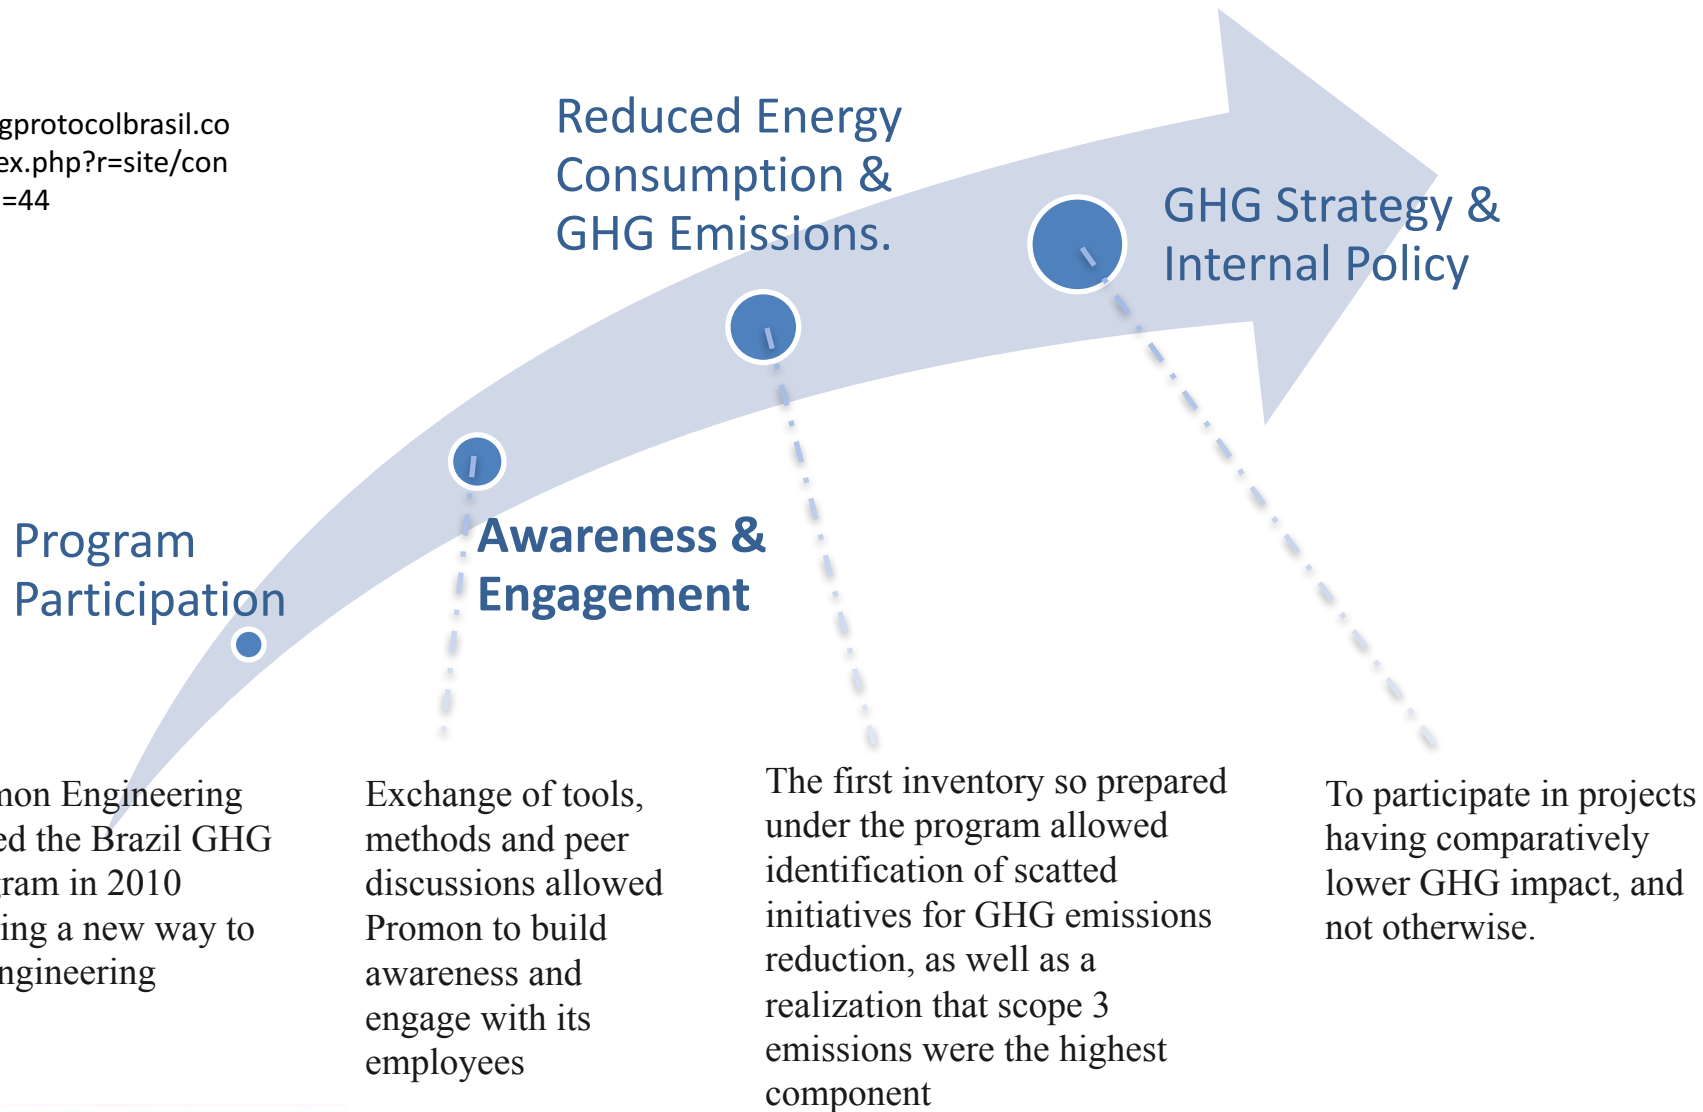 gprotocolbrasil.co
ex.php?r=site/con
=44
Reduced Energy
Consumption &
GHG Emissions.
GHG Strategy &
Internal Policy
Program
Participation
Awareness &
Engagement
mon Engineering
ed the Brazil GHG
gram in 2010
ing a new way to
ngineering
Exchange of tools,
methods and peer
discussions allowed
Promon to build
awareness and
engage with its
employees
The first inventory so prepared
under the program allowed
identification of scatted
initiatives for GHG emissions
reduction, as well as a
realization that scope 3
emissions were the highest
component
To participate in projects
having comparatively
lower GHG impact, and
not otherwise.